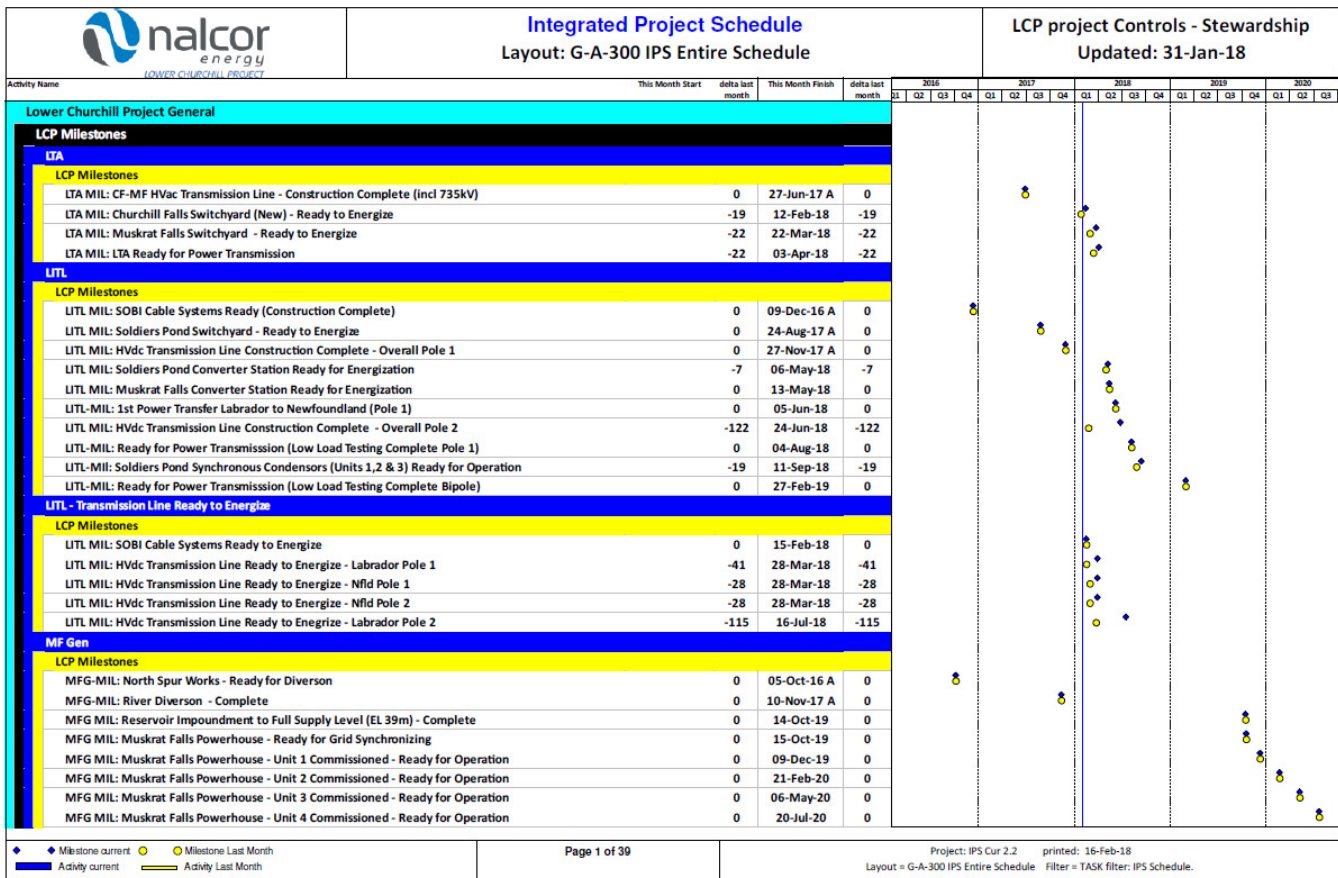 nalcor
energy
LOWER CHURCHILL PROJECT
Integrated Project Schedule
Layout: G-A-300 IPS Entire Schedule
LCP project Controls - Stewardship
Updated: 31-Jan-18
Activity Name This Month Start delta last month This Month Finish delta last month
2016 2017 2018 2019 2020
Q1 Q2 Q3 Q4 Q1 Q2 Q3 Q4 Q1 Q2 Q3 Q4 Q1 Q2 Q3 Q4 Q1 Q2 Q3
Lower Churchill Project General
LCP Milestones
LTA
LCP Milestones
LTA MIL: CF-MF HVac Transmission Line - Construction Complete (incl 735kV) 0 27-Jun-17 A 0
LTA MIL: Churchill Falls Switchyard (New) - Ready to Energize -19 12-Feb-18 -19
LTA MIL: Muskrat Falls Switchyard - Ready to Energize -22 22-Mar-18 -22
LTA MIL: LTA Ready for Power Transmission -22 03-Apr-18 -22
LITL
LCP Milestones
LITL MIL: SOBI Cable Systems Ready (Construction Complete) 0 09-Dec-16 A 0
LITL MIL: Soldiers Pond Switchyard - Ready to Energize 0 24-Aug-17 A 0
LITL MIL: HVdc Transmission Line Construction Complete - Overall Pole 1 0 27-Nov-17 A 0
LITL MIL: Soldiers Pond Converter Station Ready for Energization -7 06-May-18 -7
LITL MIL: Muskrat Falls Converter Station Ready for Energization 0 13-May-18 0
LITL-MIL: 1st Power Transfer Labrador to Newfoundland (Pole 1) 0 05-Jun-18 0
LITL MIL: HVdc Transmission Line Construction Complete - Overall Pole 2 -122 24-Jun-18 -122
LITL-MIL: Ready for Power Transmisssion (Low Load Testing Complete Pole 1) 0 04-Aug-18 0
LITL-MIl: Soldiers Pond Synchronous Condensors (Units 1,2 & 3) Ready for Operation -19 11-Sep-18 -19
LITL-MIL: Ready for Power Transmisssion (Low Load Testing Complete Bipole) 0 27-Feb-19 0
LITL - Transmission Line Ready to Energize
LCP Milestones
LITL MIL: SOBI Cable Systems Ready to Energize 0 15-Feb-18 0
LITL MIL: HVdc Transmission Line Ready to Energize - Labrador Pole 1 -41 28-Mar-18 -41
LITL MIL: HVdc Transmission Line Ready to Energize - Nfld Pole 1 -28 28-Mar-18 -28
LITL MIL: HVdc Transmission Line Ready to Energize - Nfld Pole 2 -28 28-Mar-18 -28
LITL MIL: HVdc Transmission Line Ready to Enegrize - Labrador Pole 2 -115 16-Jul-18 -115
MF Gen
LCP Milestones
MFG-MIL: North Spur Works - Ready for Diverson 0 05-Oct-16 A 0
MFG-MIL: River Diverson - Complete 0 10-Nov-17 A 0
MFG MIL: Reservoir Impoundment to Full Supply Level (EL 39m) - Complete 0 14-Oct-19 0
MFG MIL: Muskrat Falls Powerhouse - Ready for Grid Synchronizing 0 15-Oct-19 0
MFG MIL: Muskrat Falls Powerhouse - Unit 1 Commissioned - Ready for Operation 0 09-Dec-19 0
MFG MIL: Muskrat Falls Powerhouse - Unit 2 Commissioned - Ready for Operation 0 21-Feb-20 0
MFG MIL: Muskrat Falls Powerhouse - Unit 3 Commissioned - Ready for Operation 0 06-May-20 0
MFG MIL: Muskrat Falls Powerhouse - Unit 4 Commissioned - Ready for Operation 0 20-Jul-20 0
Milestone current Milestone Last Month
Activity current Activity Last Month
Page 1 of 39
Project: IPS Cur 2.2 printed: 16-Feb-18
Layout = G-A-300 IPS Entire Schedule Filter = TASK filter: IPS Schedule.